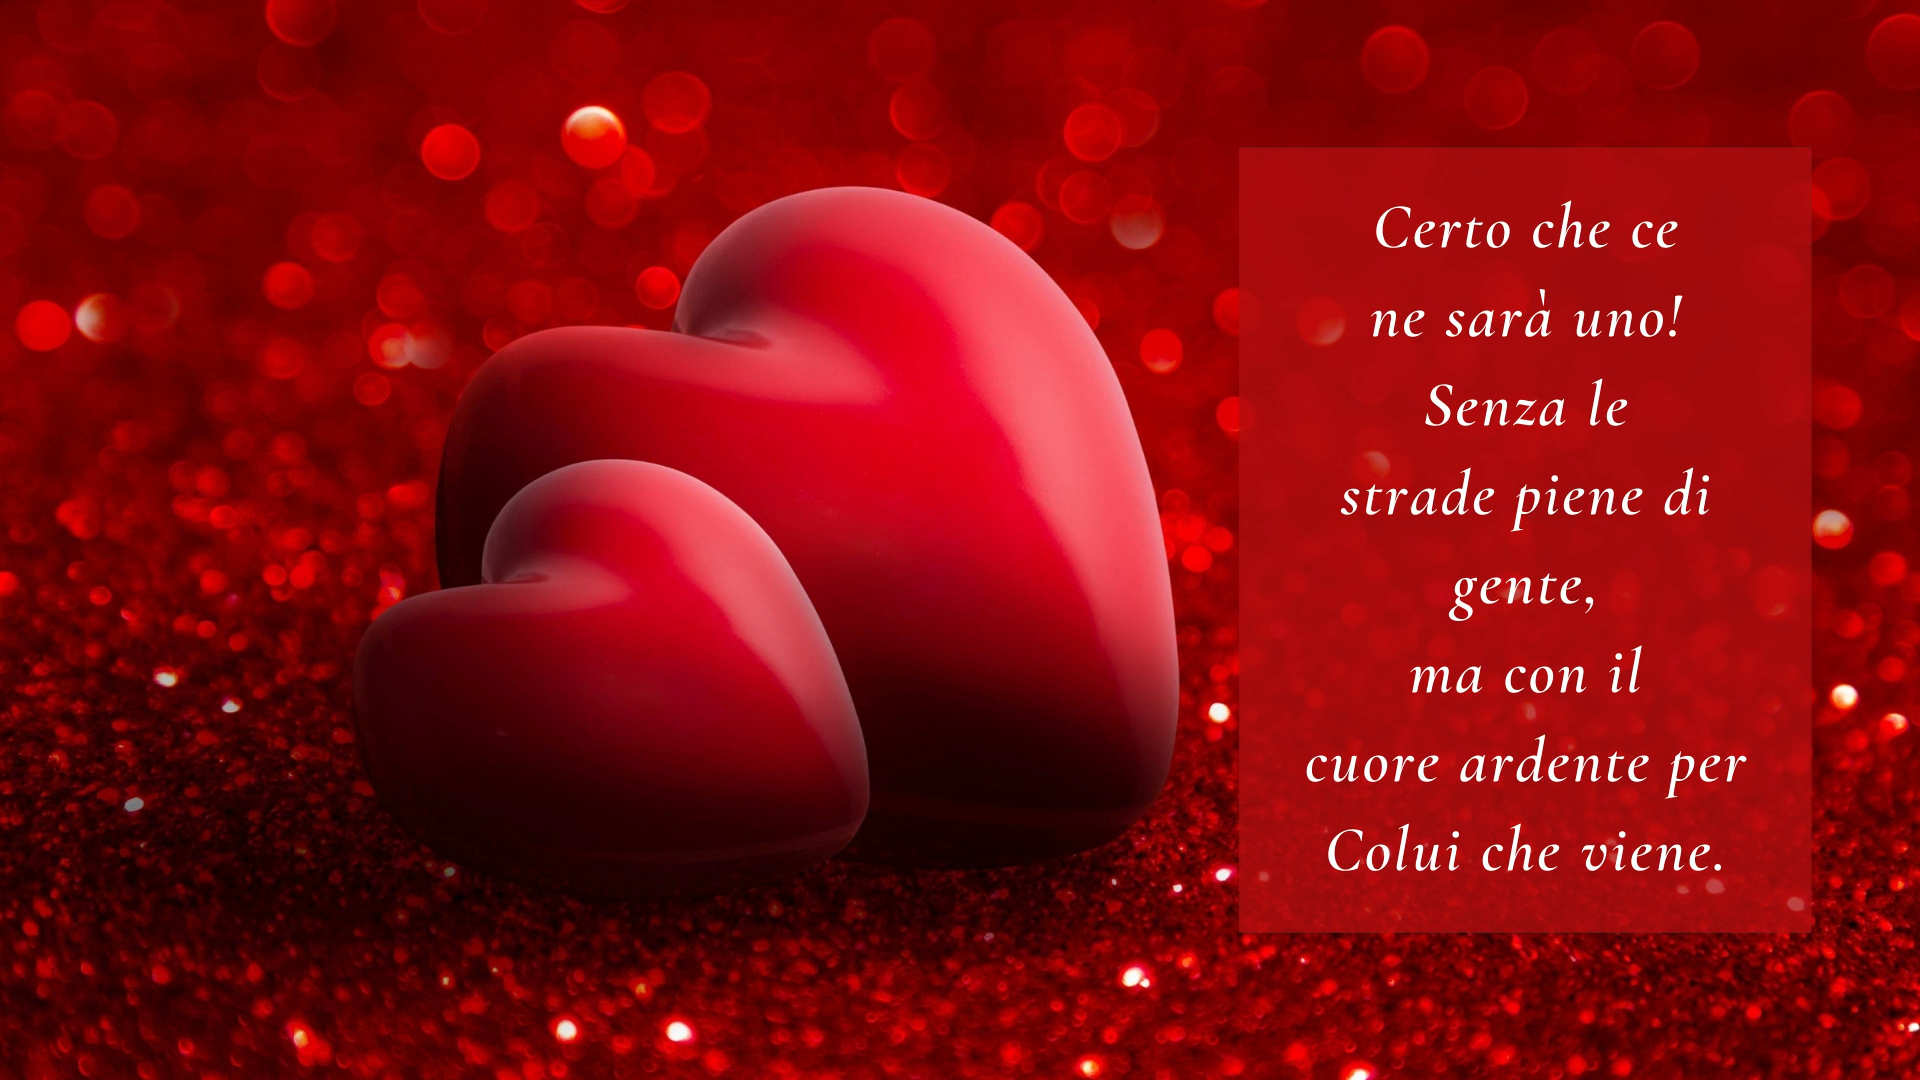 Certo che ce
ne sarà uno!
Senza le
strade piene di
gente,
ma con il
cuore ardente per
Colui che viene.